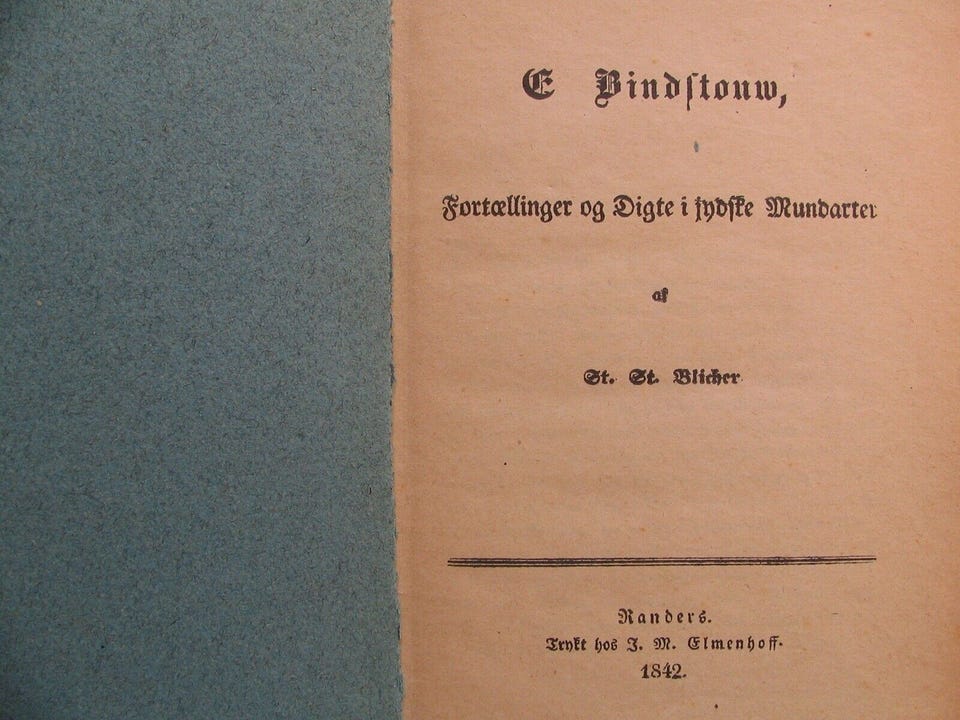 E Bindstouw,
Fortællinger og Digte i jydske Mundarter
af
St. St. Blicher.
Randers.
Trykt hos J. M. Elmenhoff.
1842.